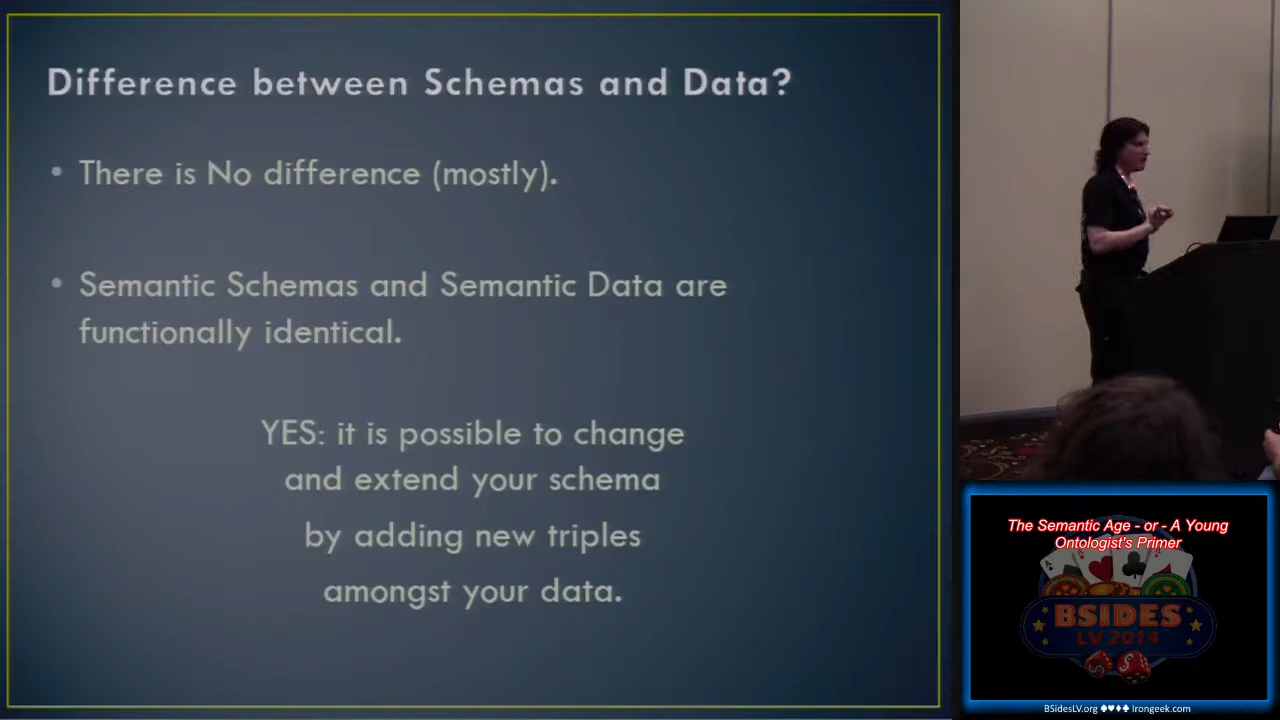 Difference between Schemas and Data?
• There is No difference (mostly).
• Semantic Schemas and Semantic Data are
functionally identical.
YES: it is possible to change
and extend your schema
by adding new triples
amongst your data.
The Semantic Age - or - A Young
Ontologist's Primer
BSIDES
LV 2014
BSidesLV.org ♠♥♦♣ Irongeek.com